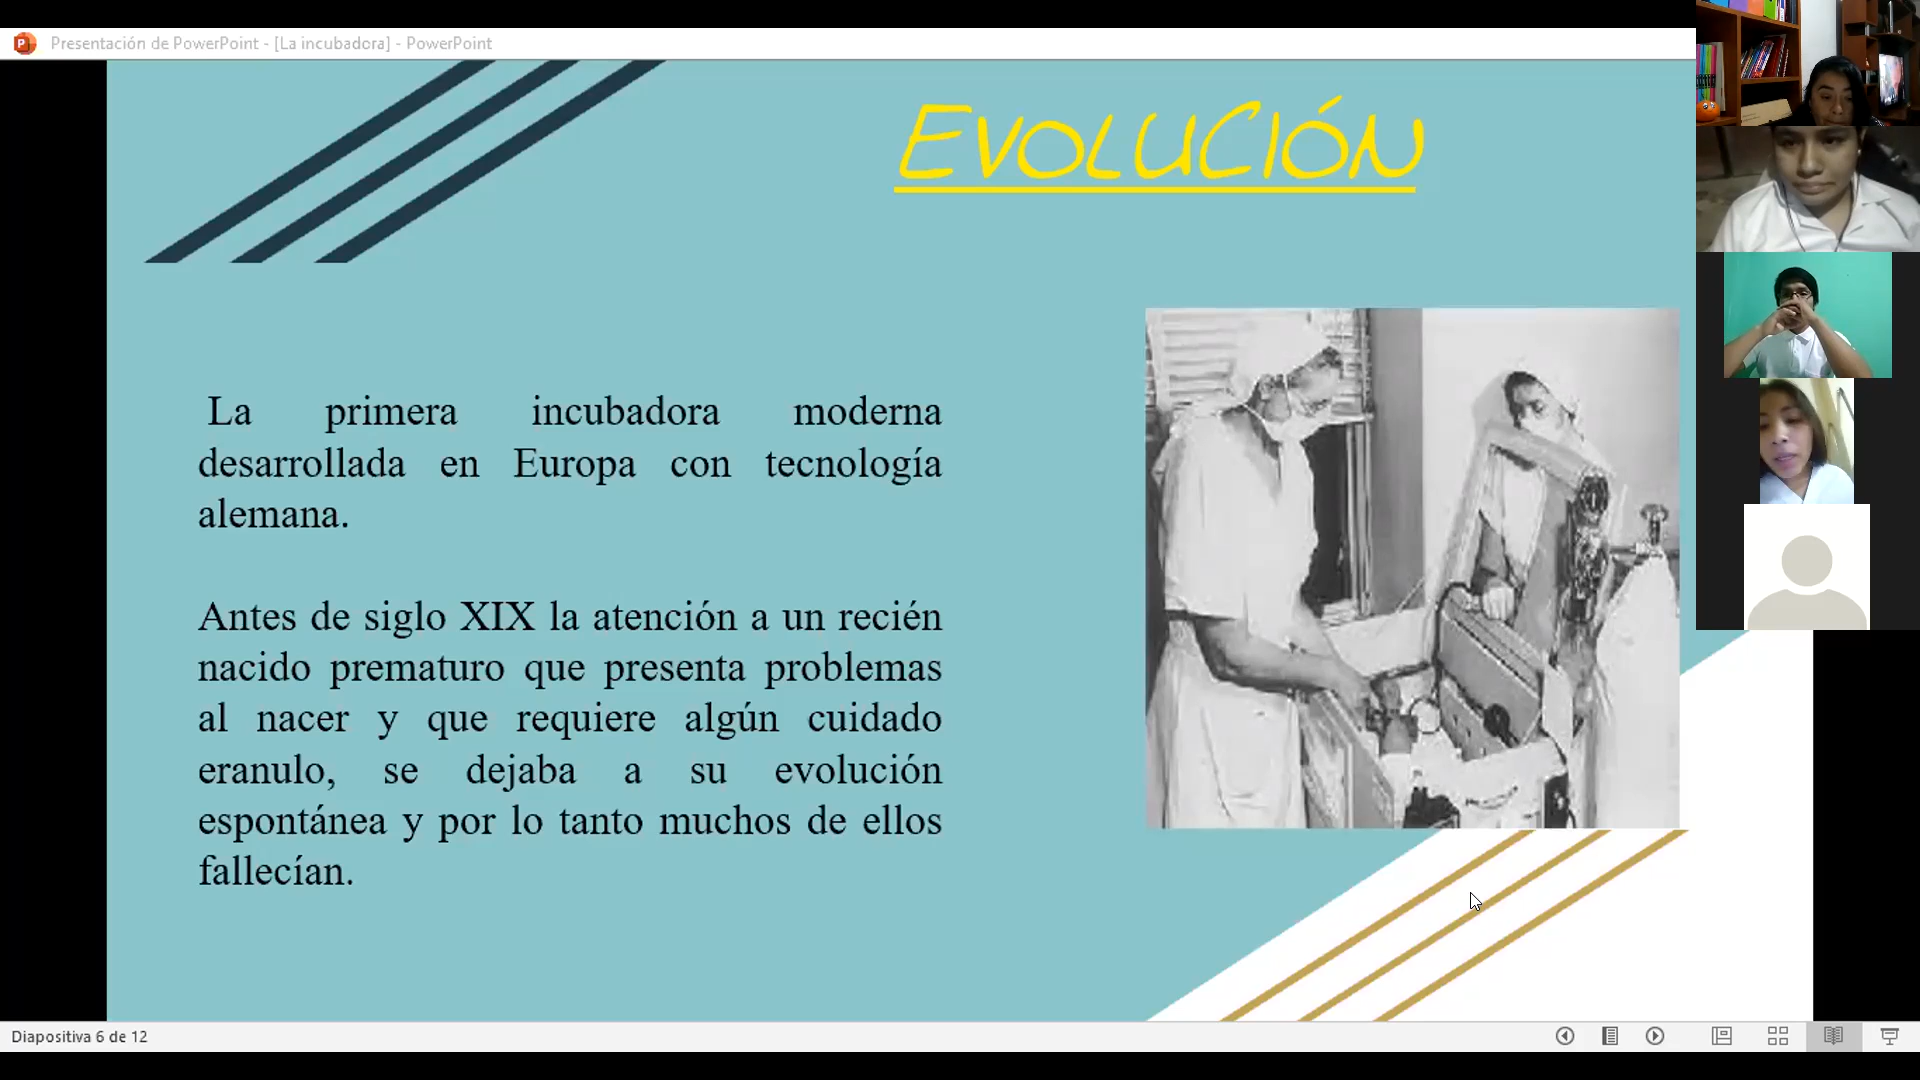 Presentación de PowerPoint - [La incubadora] - PowerPoint
EVOLUCIÓN
La primera incubadora moderna
desarrollada en Europa con tecnología
alemana.
Antes de siglo XIX la atención a un recién
nacido prematuro que presenta problemas
al nacer y que requiere algún cuidado
eranulo, se dejaba a su evolución
espontánea y por lo tanto muchos de ellos
fallecían.
Diapositiva 6 de 12